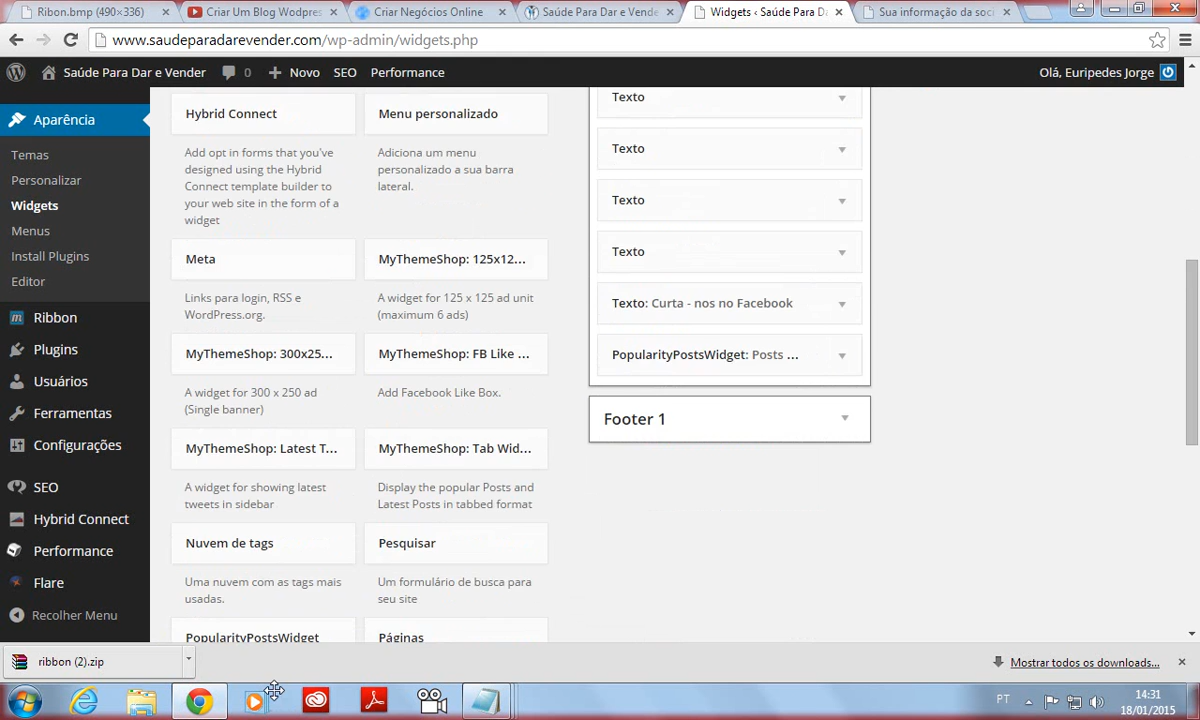 Ribon.bmp (490×336)
Criar Um Blog Wodpres
Criar Negócios Online
Saúde Para Dar e Vende
Widgets ‹ Saúde Para Da
Sua informação da soci
www.saudeparadarevender.com/wp-admin/widgets.php
Saúde Para Dar e Vender
0
Novo
SEO
Performance
Olá, Euripedes Jorge
Aparência
Temas
Personalizar
Widgets
Menus
Install Plugins
Editor
Ribbon
Plugins
Usuários
Ferramentas
Configurações
SEO
Hybrid Connect
Performance
Flare
Recolher Menu
Hybrid Connect
Add opt in forms that you've
designed using the Hybrid
Connect template builder to
your web site in the form of a
widget
Menu personalizado
Adiciona um menu
personalizado a sua barra
lateral.
Meta
Links para login, RSS e
WordPress.org.
MyThemeShop: 125x12...
A widget for 125 x 125 ad unit
(maximum 6 ads)
MyThemeShop: 300x25...
A widget for 300 x 250 ad
(Single banner)
MyThemeShop: FB Like ...
Add Facebook Like Box.
MyThemeShop: Latest T...
A widget for showing latest
tweets in sidebar
MyThemeShop: Tab Wid...
Display the popular Posts and
Latest Posts in tabbed format
Nuvem de tags
Uma nuvem com as tags mais
usadas.
Pesquisar
Um formulário de busca para
seu site
PopularityPostsWidget
Páginas
Texto
Texto
Texto
Texto
Texto: Curta - nos no Facebook
PopularityPostsWidget: Posts ...
Footer 1
ribbon (2).zip
Mostrar todos os downloads...
PT
14:31
18/01/2015